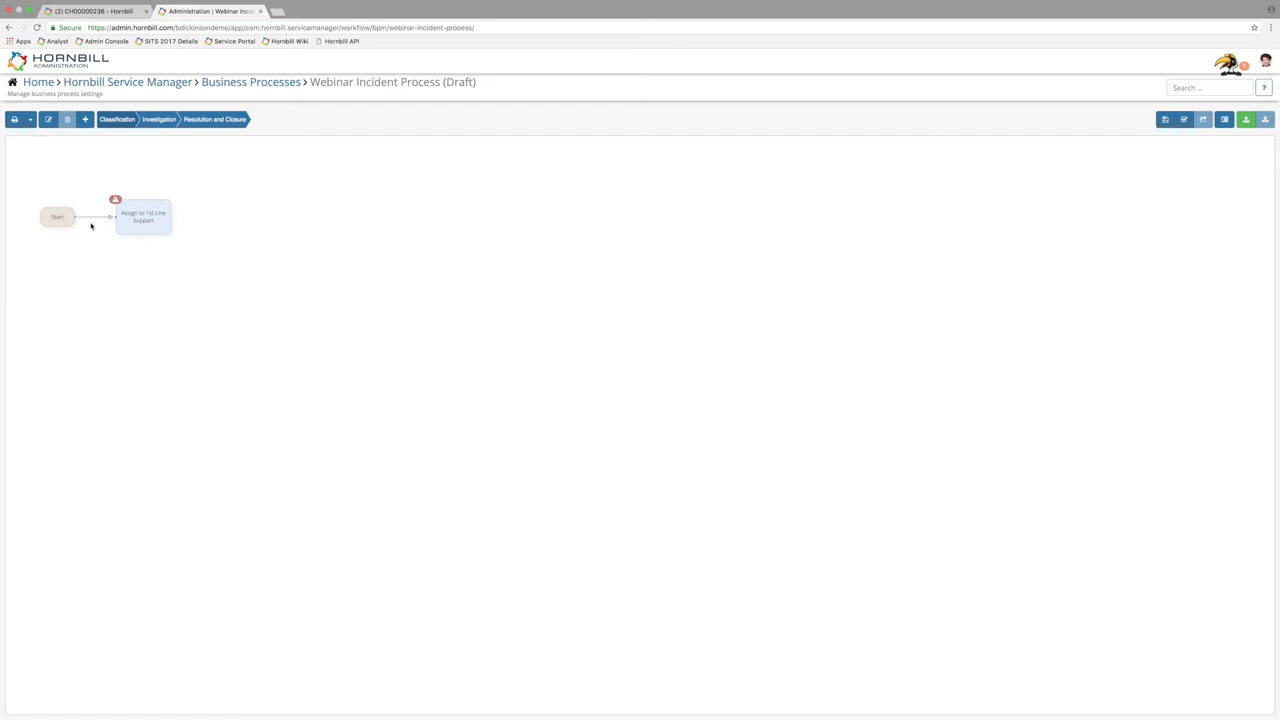 (2) CH00000236 - Hornbill
Administration | Webinar Inci
Secure https://admin.hornbill.com/bdickinsondemo/app/com.hornbill.servicemanager/workflow/bpm/webinar-incident-process/
Apps Analyst Admin Console SITS 2017 Details Service Portal Hornbill Wiki Hornbill API
HORNBILL
ADMINISTRATION
1
Home > Hornbill Service Manager > Business Processes > Webinar Incident Process (Draft)
Manage business process settings
Search ...
?
Classification Investigation Resolution and Closure
Start
Assign to 1st Line
Support